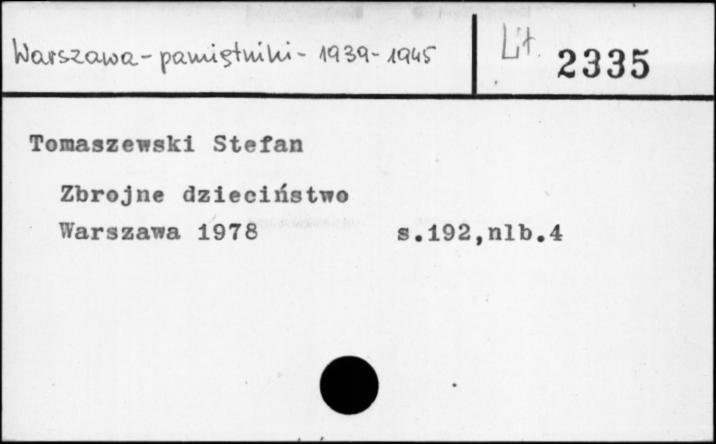 Warszawa - pamiętniki - 1939 - 1945
Lit. 2335
Tomaszewski Stefan
Zbrojne dzieciństwo
Warszawa 1978 s.192,nlb.4